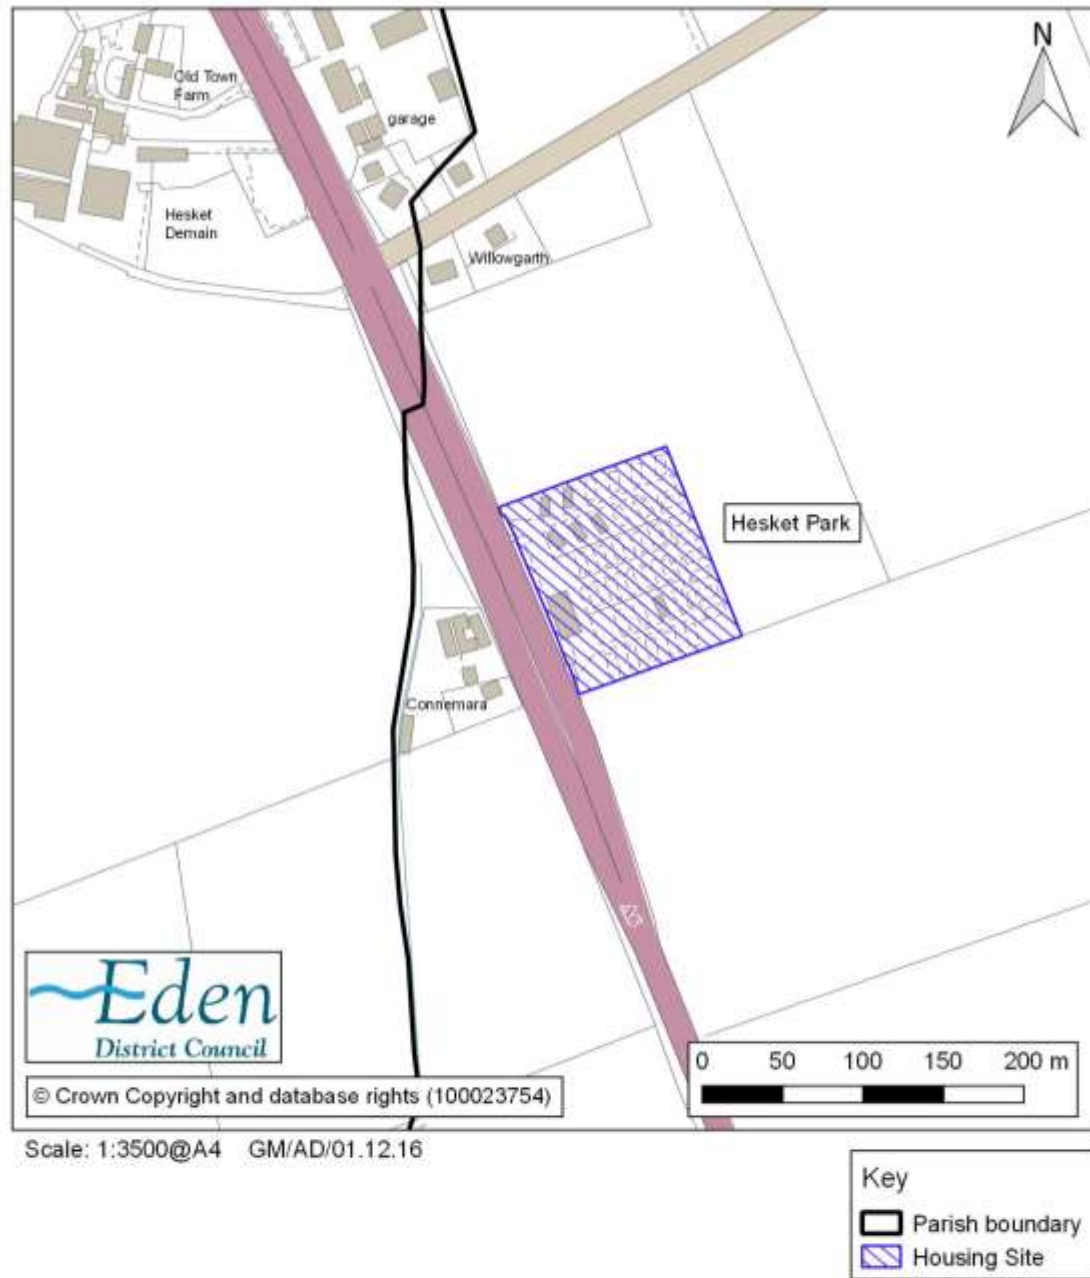 N
Old Town
Farm
garage
Hesket
Demain
Willowgarth
Hesket Park
Connemara
Eden
District Council
0 50 100 150 200 m
© Crown Copyright and database rights (100023754)
Scale: 1:3500@A4 GM/AD/01.12.16
Key
Parish boundary
Housing Site